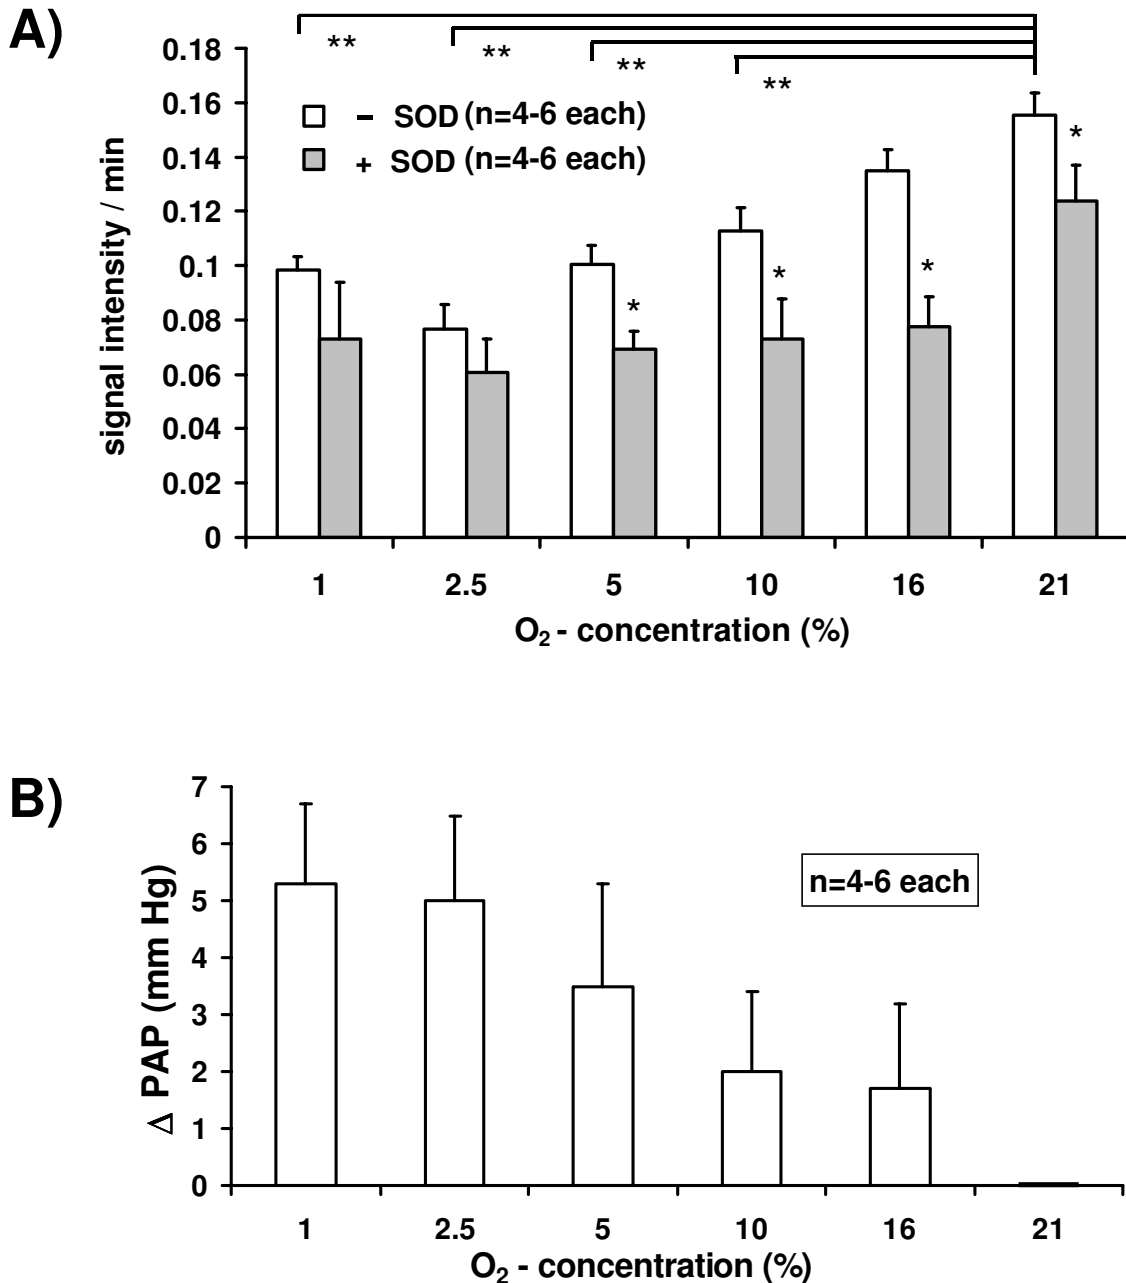 A)
** ** ** **
0.18
0.16
0.14
0.12
0.1
0.08
0.06
0.04
0.02
0
signal intensity / min
– SOD (n=4-6 each)
+ SOD (n=4-6 each)
* * * *
1 2.5 5 10 16 21
O₂ - concentration (%)
B)
7
6
5
4
3
2
1
0
Δ PAP (mm Hg)
n=4-6 each
1 2.5 5 10 16 21
O₂ - concentration (%)